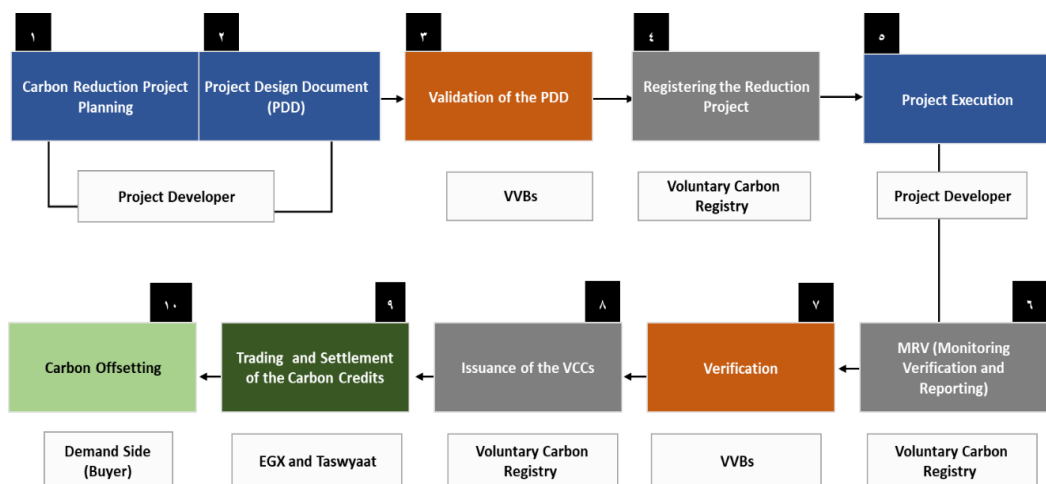 ١
٢
٣
٤
٥
Carbon Reduction Project
Planning
Project Design Document
(PDD)
Validation of the PDD
Registering the Reduction
Project
Project Execution
Project Developer
VVBs
Voluntary Carbon
Registry
Project Developer
١٠
٩
٨
٧
٦
Carbon Offsetting
Trading and Settlement
of the Carbon Credits
Issuance of the VCCs
Verification
MRV (Monitoring
Verification and
Reporting)
Demand Side
(Buyer)
EGX and Taswyaat
Voluntary Carbon
Registry
VVBs
Voluntary Carbon
Registry